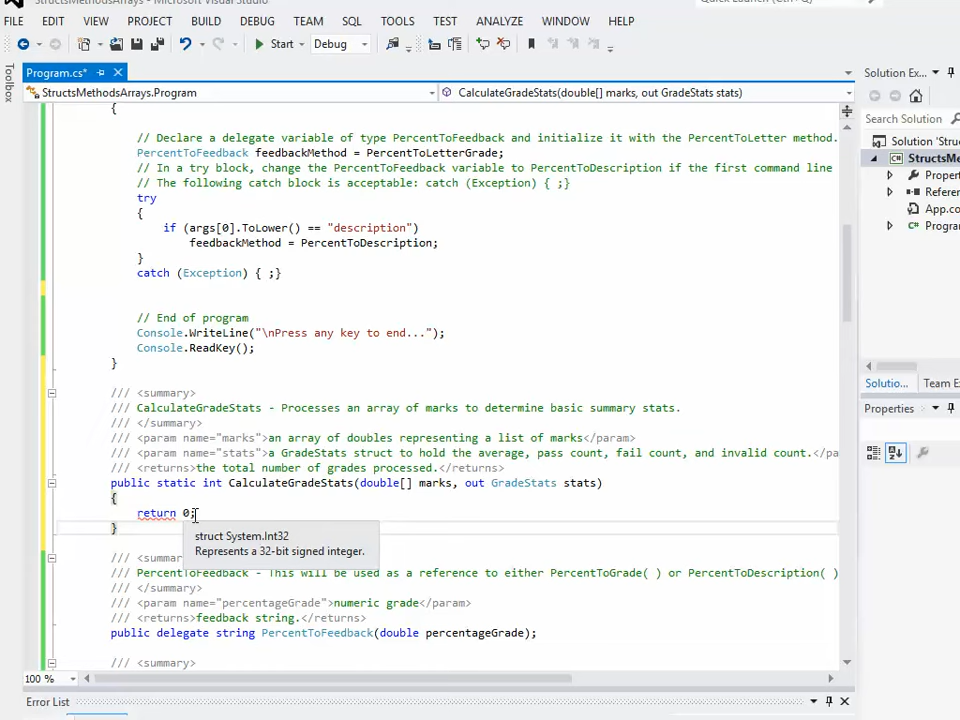 Program.cs* - Microsoft Visual Studio
Quick Launch (Ctrl+Q)
FILE EDIT VIEW PROJECT BUILD DEBUG TEAM SQL TOOLS TEST ANALYZE WINDOW HELP
Start Debug
Toolbox
Program.cs*
Solution Ex...
StructsMethodsArrays.Program
CalculateGradeStats(double[] marks, out GradeStats stats)
{
// Declare a delegate variable of type PercentToFeedback and initialize it with the PercentToLetter method.
PercentToFeedback feedbackMethod = PercentToLetterGrade;
// In a try block, change the PercentToFeedback variable to PercentToDescription if the first command line
// The following catch block is acceptable: catch (Exception) { ;}
try
{
if (args[0].ToLower() == "description")
feedbackMethod = PercentToDescription;
}
catch (Exception) { ;}
// End of program
Console.WriteLine("\nPress any key to end...");
Console.ReadKey();
}
/// <summary>
/// CalculateGradeStats - Processes an array of marks to determine basic summary stats.
/// </summary>
/// <param name="marks">an array of doubles representing a list of marks</param>
/// <param name="stats">a GradeStats struct to hold the average, pass count, fail count, and invalid count.</pa
/// <returns>the total number of grades processed.</returns>
public static int CalculateGradeStats(double[] marks, out GradeStats stats)
{
return 0;
}
struct System.Int32
Represents a 32-bit signed integer.
/// <summa
/// PercentToFeedback - This will be used as a reference to either PercentToGrade( ) or PercentToDescription( )
/// </summary>
/// <param name="percentageGrade">numeric grade</param>
/// <returns>feedback string.</returns>
public delegate string PercentToFeedback(double percentageGrade);
/// <summary>
100 %
Error List
Search Solution
Solution 'Struc
StructsMe
Propert
Referer
App.co
Progra
Solutio... Team E
Properties